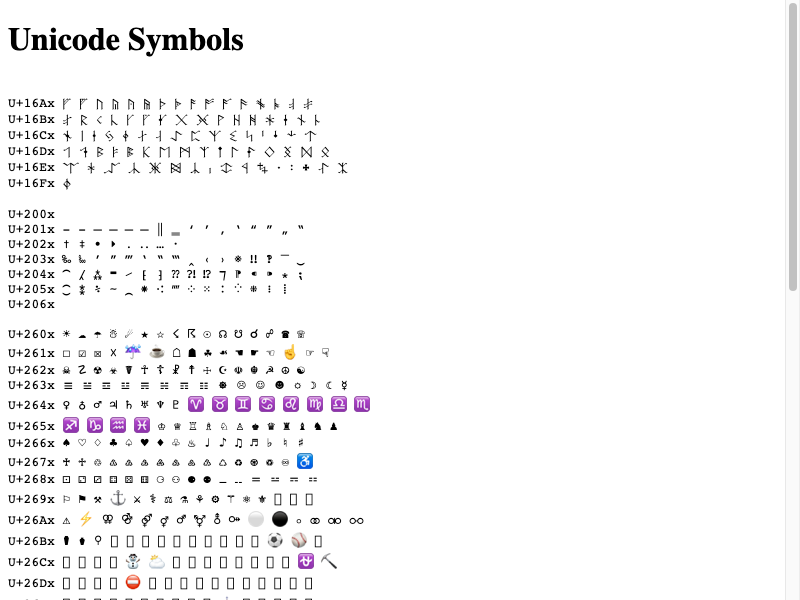 Unicode Symbols
U+16Ax ᚠ ᚡ ᚢ ᚣ ᚤ ᚥ ᚦ ᚧ ᚨ ᚩ ᚪ ᚫ ᚬ ᚭ ᚮ ᚯ
U+16Bx ᚰ ᚱ ᚲ ᚳ ᚴ ᚵ ᚶ ᚷ ᚸ ᚹ ᚺ ᚻ ᚼ ᚽ ᚾ ᚿ
U+16Cx ᛀ ᛁ ᛂ ᛃ ᛄ ᛅ ᛆ ᛇ ᛈ ᛉ ᛊ ᛋ ᛌ ᛍ ᛎ ᛏ
U+16Dx ᛐ ᛑ ᛒ ᛓ ᛔ ᛕ ᛖ ᛗ ᛘ ᛙ ᛚ ᛛ ᛜ ᛝ ᛞ ᛟ
U+16Ex ᛠ ᛡ ᛢ ᛣ ᛤ ᛥ ᛦ ᛧ ᛨ ᛩ ᛪ ᛫ ᛬ ᛭ ᛮ ᛯ
U+16Fx ᛰ
U+200x
U+201x ‐ ‑ ‒ – — ― ‖ ‗ ‘ ’ ‚ ‛ “ ” „ ‟
U+202x † ‡ • ‣ ․ ‥ … ‧
U+203x ‰ ‱ ′ ″ ‴ ‵ ‶ ‷ ‸ ‹ › ※ ‼ ‽ ‾ ‿
U+204x ⁀ ⁁ ⁂ ⁃ ⁄ ⁅ ⁆ ⁇ ⁈ ⁉ ⁊ ⁋ ⁌ ⁍ ⁎ ⁏
U+205x ⁐ ⁑ ⁒ ⁓ ⁔ ⁕ ⁖ ⁗ ⁘ ⁙ ⁚ ⁛ ⁜ ⁝ ⁞
U+206x
U+260x ☀ ☁ ☂ ☃ ☄ ★ ☆ ☇ ☈ ☉ ☊ ☋ ☌ ☍ ☎ ☏
U+261x ☐ ☑ ☒ ☓ ☔ ☕ ☖ ☗ ☘ ☙ ☚ ☛ ☜ ☝ ☞ ☟
U+262x ☠ ☡ ☢ ☣ ☤ ☥ ☦ ☧ ☨ ☩ ☪ ☫ ☬ ☭ ☮ ☯
U+263x ☰ ☱ ☲ ☳ ☴ ☵ ☶ ☷ ☸ ☹ ☺ ☻ ☼ ☽ ☾ ☿
U+264x ♀ ♁ ♂ ♃ ♄ ♅ ♆ ♇ ♈ ♉ ♊ ♋ ♌ ♍ ♎ ♏
U+265x ♐ ♑ ♒ ♓ ♔ ♕ ♖ ♗ ♘ ♙ ♚ ♛ ♜ ♝ ♞ ♟
U+266x ♠ ♡ ♢ ♣ ♤ ♥ ♦ ♧ ♨ ♩ ♪ ♫ ♬ ♭ ♮ ♯
U+267x ♰ ♱ ♲ ♳ ♴ ♵ ♶ ♷ ♸ ♹ ♺ ♻ ♼ ♽ ♾ ♿
U+268x ⚀ ⚁ ⚂ ⚃ ⚄ ⚅ ⚆ ⚇ ⚈ ⚉ ⚊ ⚋ ⚌ ⚍ ⚎ ⚏
U+269x ⚐ ⚑ ⚒ ⚓ ⚔ ⚕ ⚖ ⚗ ⚘ ⚙ ⚚ ⚛ ⚜
U+26Ax ⚠ ⚡ ⚢ ⚣ ⚤ ⚥ ⚦ ⚧ ⚨ ⚩ ⚪ ⚫ ⚬ ⚭ ⚮ ⚯
U+26Bx ⚰ ⚱ ⚲ ⚽ ⚾
U+26Cx ⛄ ⛅ ⛎ ⛏
U+26Dx ⛔